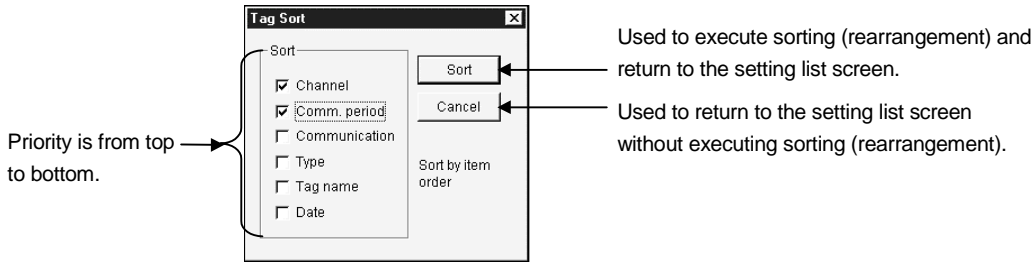 Tag Sort
Sort
Channel
Comm. period
Communication
Type
Tag name
Date
Sort
Cancel
Sort by item
order
Priority is from top
to bottom.
Used to execute sorting (rearrangement) and
return to the setting list screen.
Used to return to the setting list screen
without executing sorting (rearrangement).